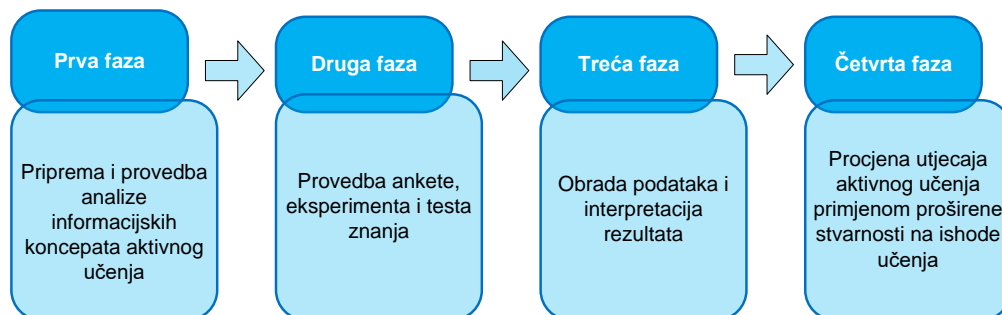 Prva faza
Druga faza
Treća faza
Četvrta faza
Priprema i provedba
analize
informacijskih
koncepata aktivnog
učenja
Provedba ankete,
eksperimenta i testa
znanja
Obrada podataka i
interpretacija
rezultata
Procjena utjecaja
aktivnog učenja
primjenom proširene
stvarnosti na ishode
učenja